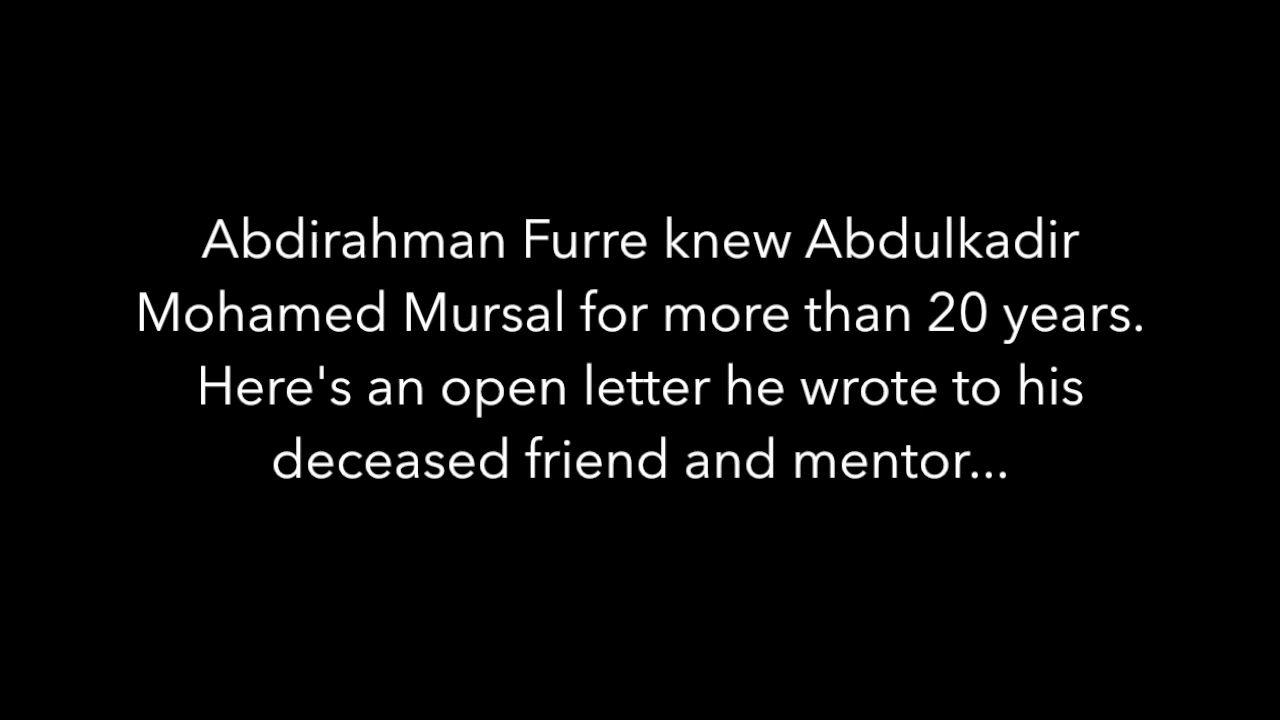 Abdirahman Furre knew Abdulkadir
Mohamed Mursal for more than 20 years.
Here's an open letter he wrote to his
deceased friend and mentor...